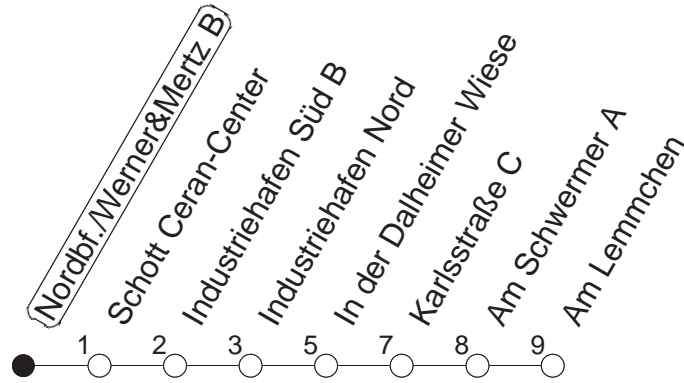 Nordbf./Werner&Mertz B
Schott Ceran-Center
Industriehafen Süd B
Industriehafen Nord
In der Dalheimer Wiese
Karlsstraße C
Am Schwermer A
Am Lemmchen
1 2 3 5 7 8 9